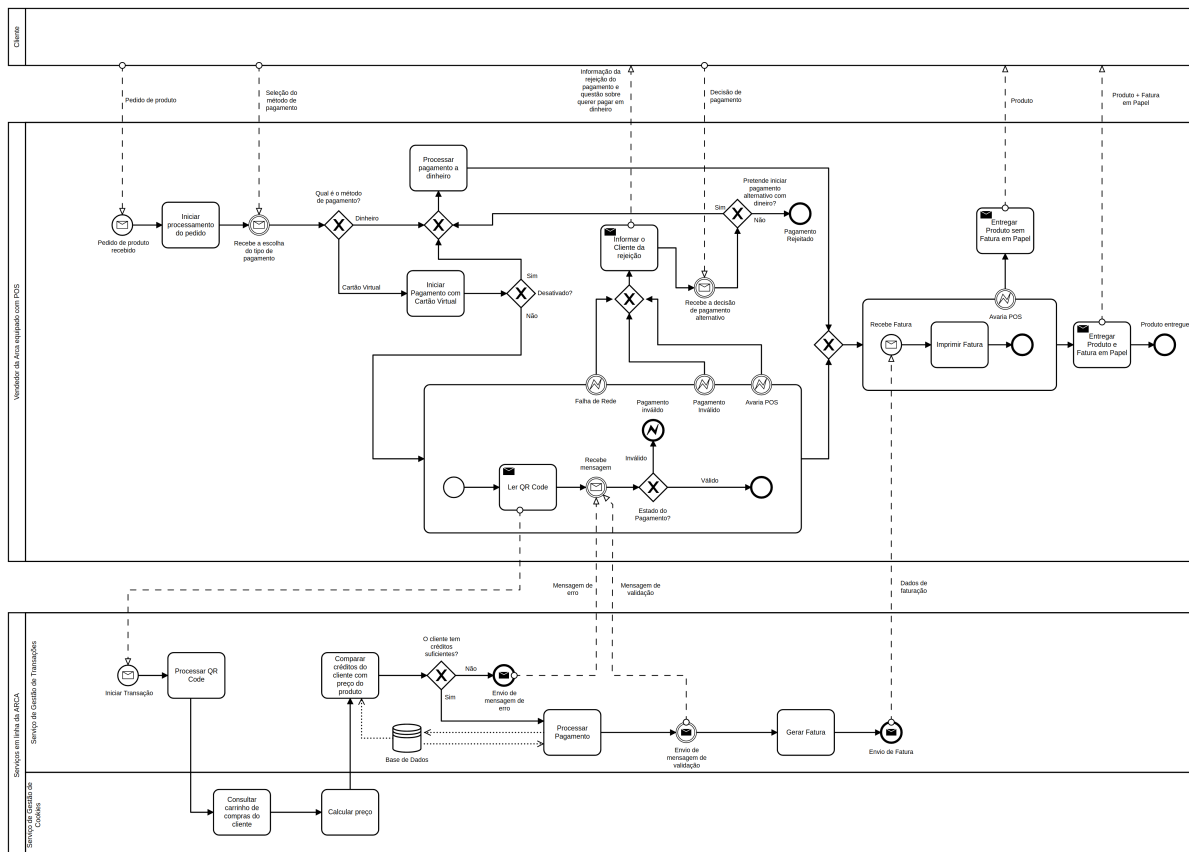 Cliente
Pedido de produto
Seleção do
método de
pagamento
Informação da
rejeição do
pagamento e
questão sobre
querer pagar em
dinheiro
Decisão de
pagamento
Produto
Produto + Fatura
em Papel
Vendedor da Arca equipado com POS
Pedido de produto
recebido
Iniciar
processamento
do pedido
Recebe a escolha
do tipo de
pagamento
Qual é o método
de pagamento?
Dinheiro
Cartão Virtual
Processar
pagamento a
dinheiro
Iniciar
Pagamento com
Cartão Virtual
Sim
Desativado?
Não
Informar o
Cliente da
rejeição
Recebe a decisão
de pagamento
alternativo
Pretende iniciar
pagamento
alternativo com
dineiro?
Sim
Não
Pagamento
Rejeitado
Falha de Rede
Pagamento
Inválido
Avaria POS
Ler QR Code
Recebe
mensagem
Pagamento
inváildo
Inválido
Válido
Estado do
Pagamento?
Entregar
Produto sem
Fatura em Papel
Avaria POS
Recebe Fatura
Imprimir Fatura
Entregar
Produto e
Fatura em Papel
Produto entregue
Mensagem de
erro
Mensagem de
validação
Dados de
faturação
Serviços em linha da ARCA
Serviço de Gestão de Transações
Iniciar Transação
Processar QR
Code
Comparar
créditos do
cliente com
preço do
produto
O cliente tem
créditos
suficientes?
Não
Sim
Envio de
mensagem de
erro
Base de Dados
Processar
Pagamento
Envio de
mensagem de
validação
Gerar Fatura
Envio de Fatura
Serviço de Gestão de
Cookies
Consultar
carrinho de
compras do
cliente
Calcular preço